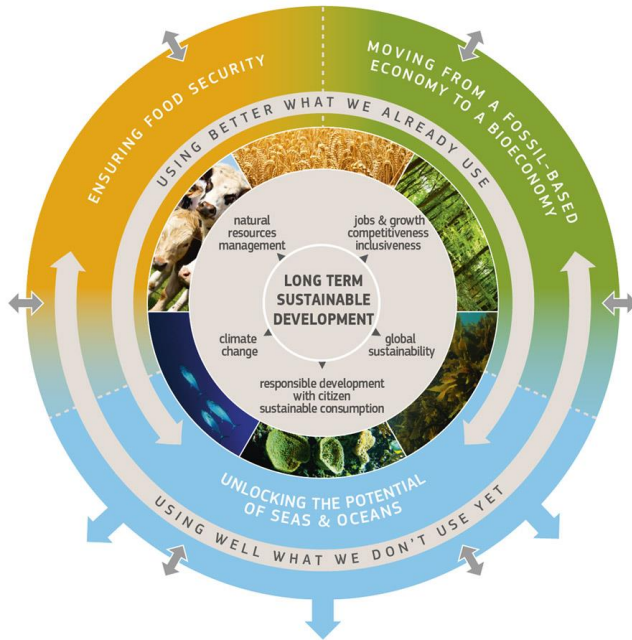 ENSURING FOOD SECURITY
MOVING FROM A FOSSIL-BASED
ECONOMY TO A BIOECONOMY
USING BETTER WHAT WE ALREADY USE
natural
resources
management
jobs & growth
competitiveness
inclusiveness
LONG TERM
SUSTAINABLE
DEVELOPMENT
climate
change
global
sustainability
responsible development
with citizen
sustainable consumption
UNLOCKING THE POTENTIAL
OF SEAS & OCEANS
USING WELL WHAT WE DON'T USE YET